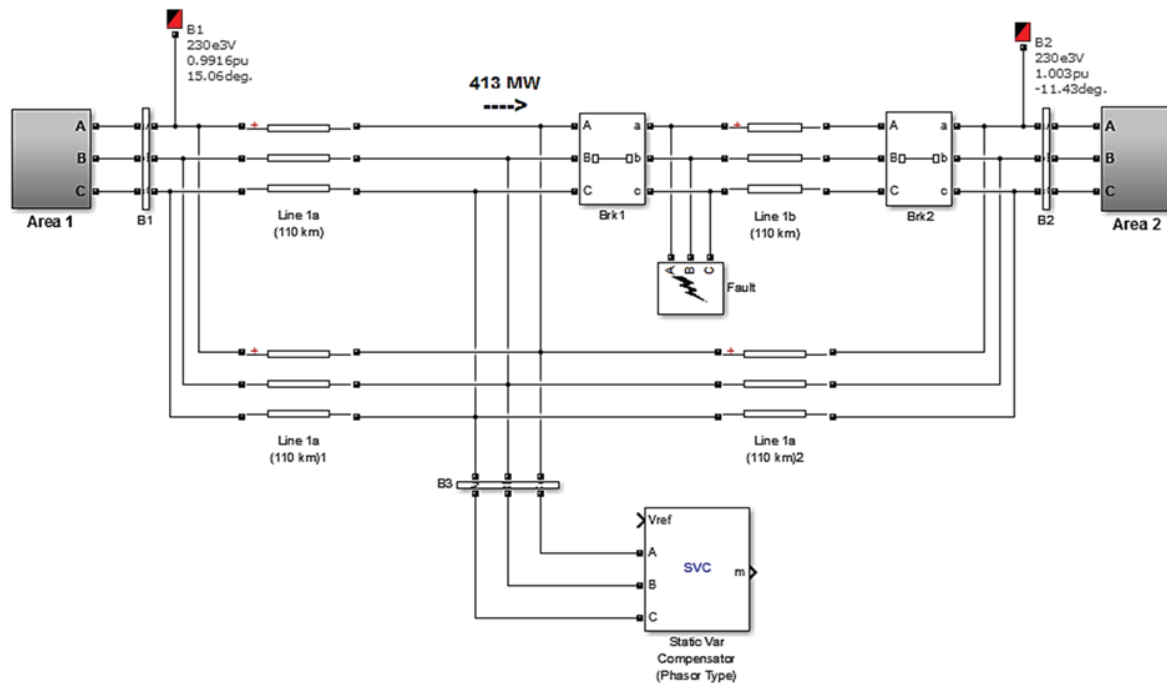 B1
230e3V
0.9916pu
15.06deg.
B2
230e3V
1.003pu
-11.43deg.
413 MW
---->
A
B
C
Area 1
A
B
C
B1
+
Line 1a
(110 km)
A
B
C
a
b
c
Brk1
+
Line 1b
(110 km)
A
B
C
a
b
c
Brk2
B2
A
B
C
Area 2
A
B
C
Fault
+
Line 1a
(110 km)1
+
Line 1a
(110 km)2
B3
Vref
A
B
C
SVC
m
Static Var
Compensator
(Phasor Type)